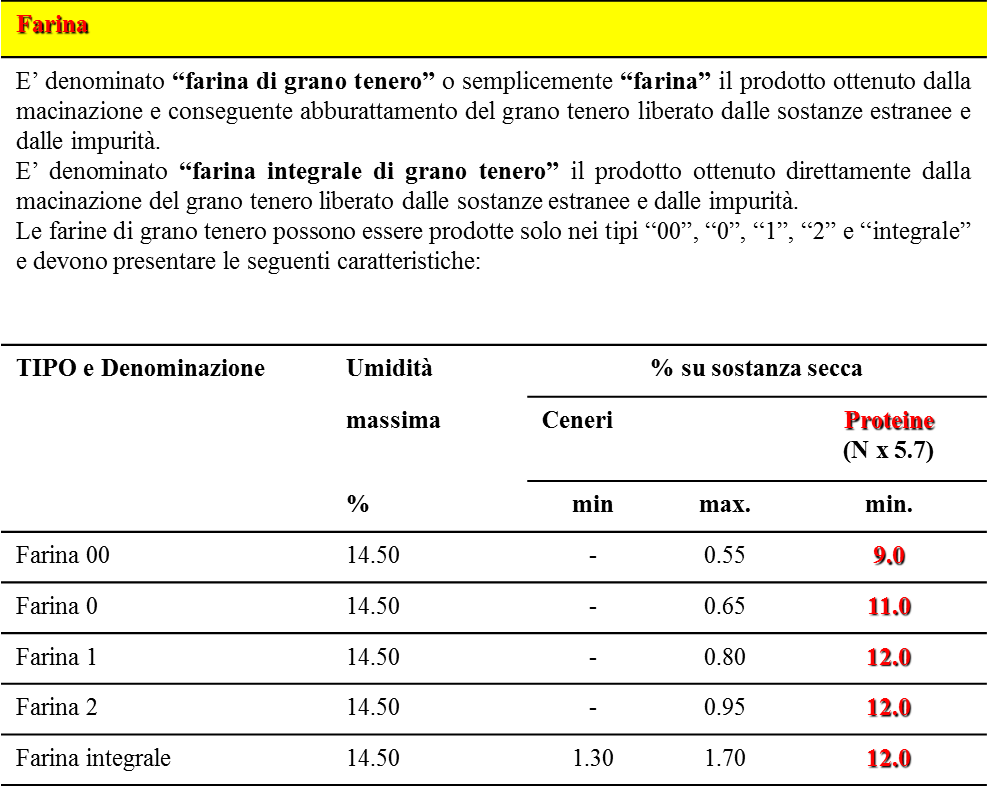 Farina
E’ denominato “farina di grano tenero” o semplicemente “farina” il prodotto ottenuto dalla
macinazione e conseguente abburattamento del grano tenero liberato dalle sostanze estranee e
dalle impurità.
E’ denominato “farina integrale di grano tenero” il prodotto ottenuto direttamente dalla
macinazione del grano tenero liberato dalle sostanze estranee e dalle impurità.
Le farine di grano tenero possono essere prodotte solo nei tipi “00”, “0”, “1”, “2” e “integrale”
e devono presentare le seguenti caratteristiche:
TIPO e Denominazione Umidità % su sostanza secca
massima Ceneri Proteine
(N x 5.7)
% min max. min.
Farina 00 14.50 - 0.55 9.0
Farina 0 14.50 - 0.65 11.0
Farina 1 14.50 - 0.80 12.0
Farina 2 14.50 - 0.95 12.0
Farina integrale 14.50 1.30 1.70 12.0